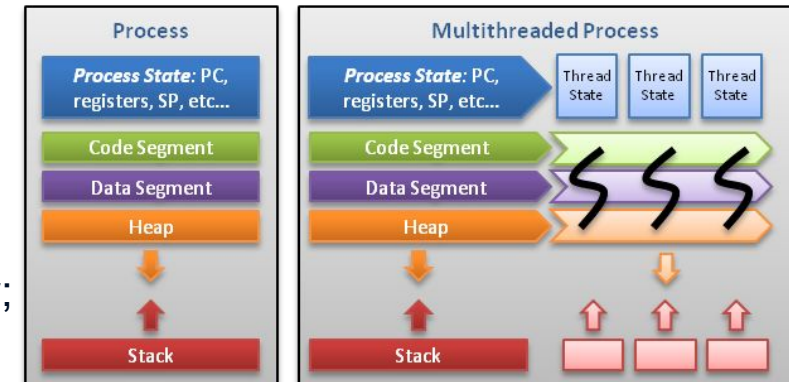 Process
Process State: PC,
registers, SP, etc...
Code Segment
Data Segment
Heap
Stack
;
Multithreaded Process
Process State: PC,
registers, SP, etc...
Thread
State
Thread
State
Thread
State
Code Segment
Data Segment
Heap
Stack